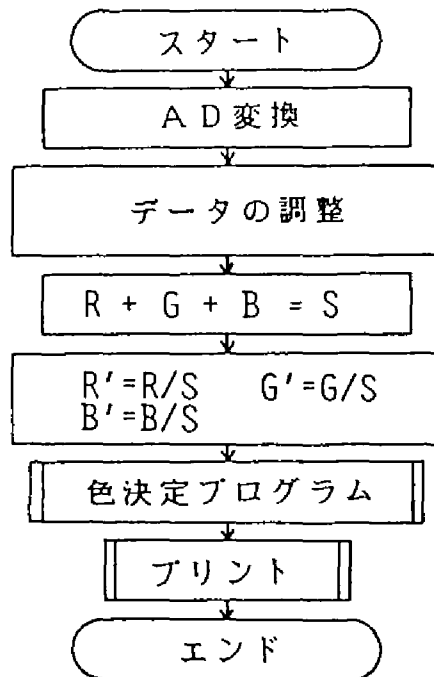 スタート
AD変換
データの調整
R + G + B = S
R'=R/S G'=G/S
B'=B/S
色決定プログラム
プリント
エンド